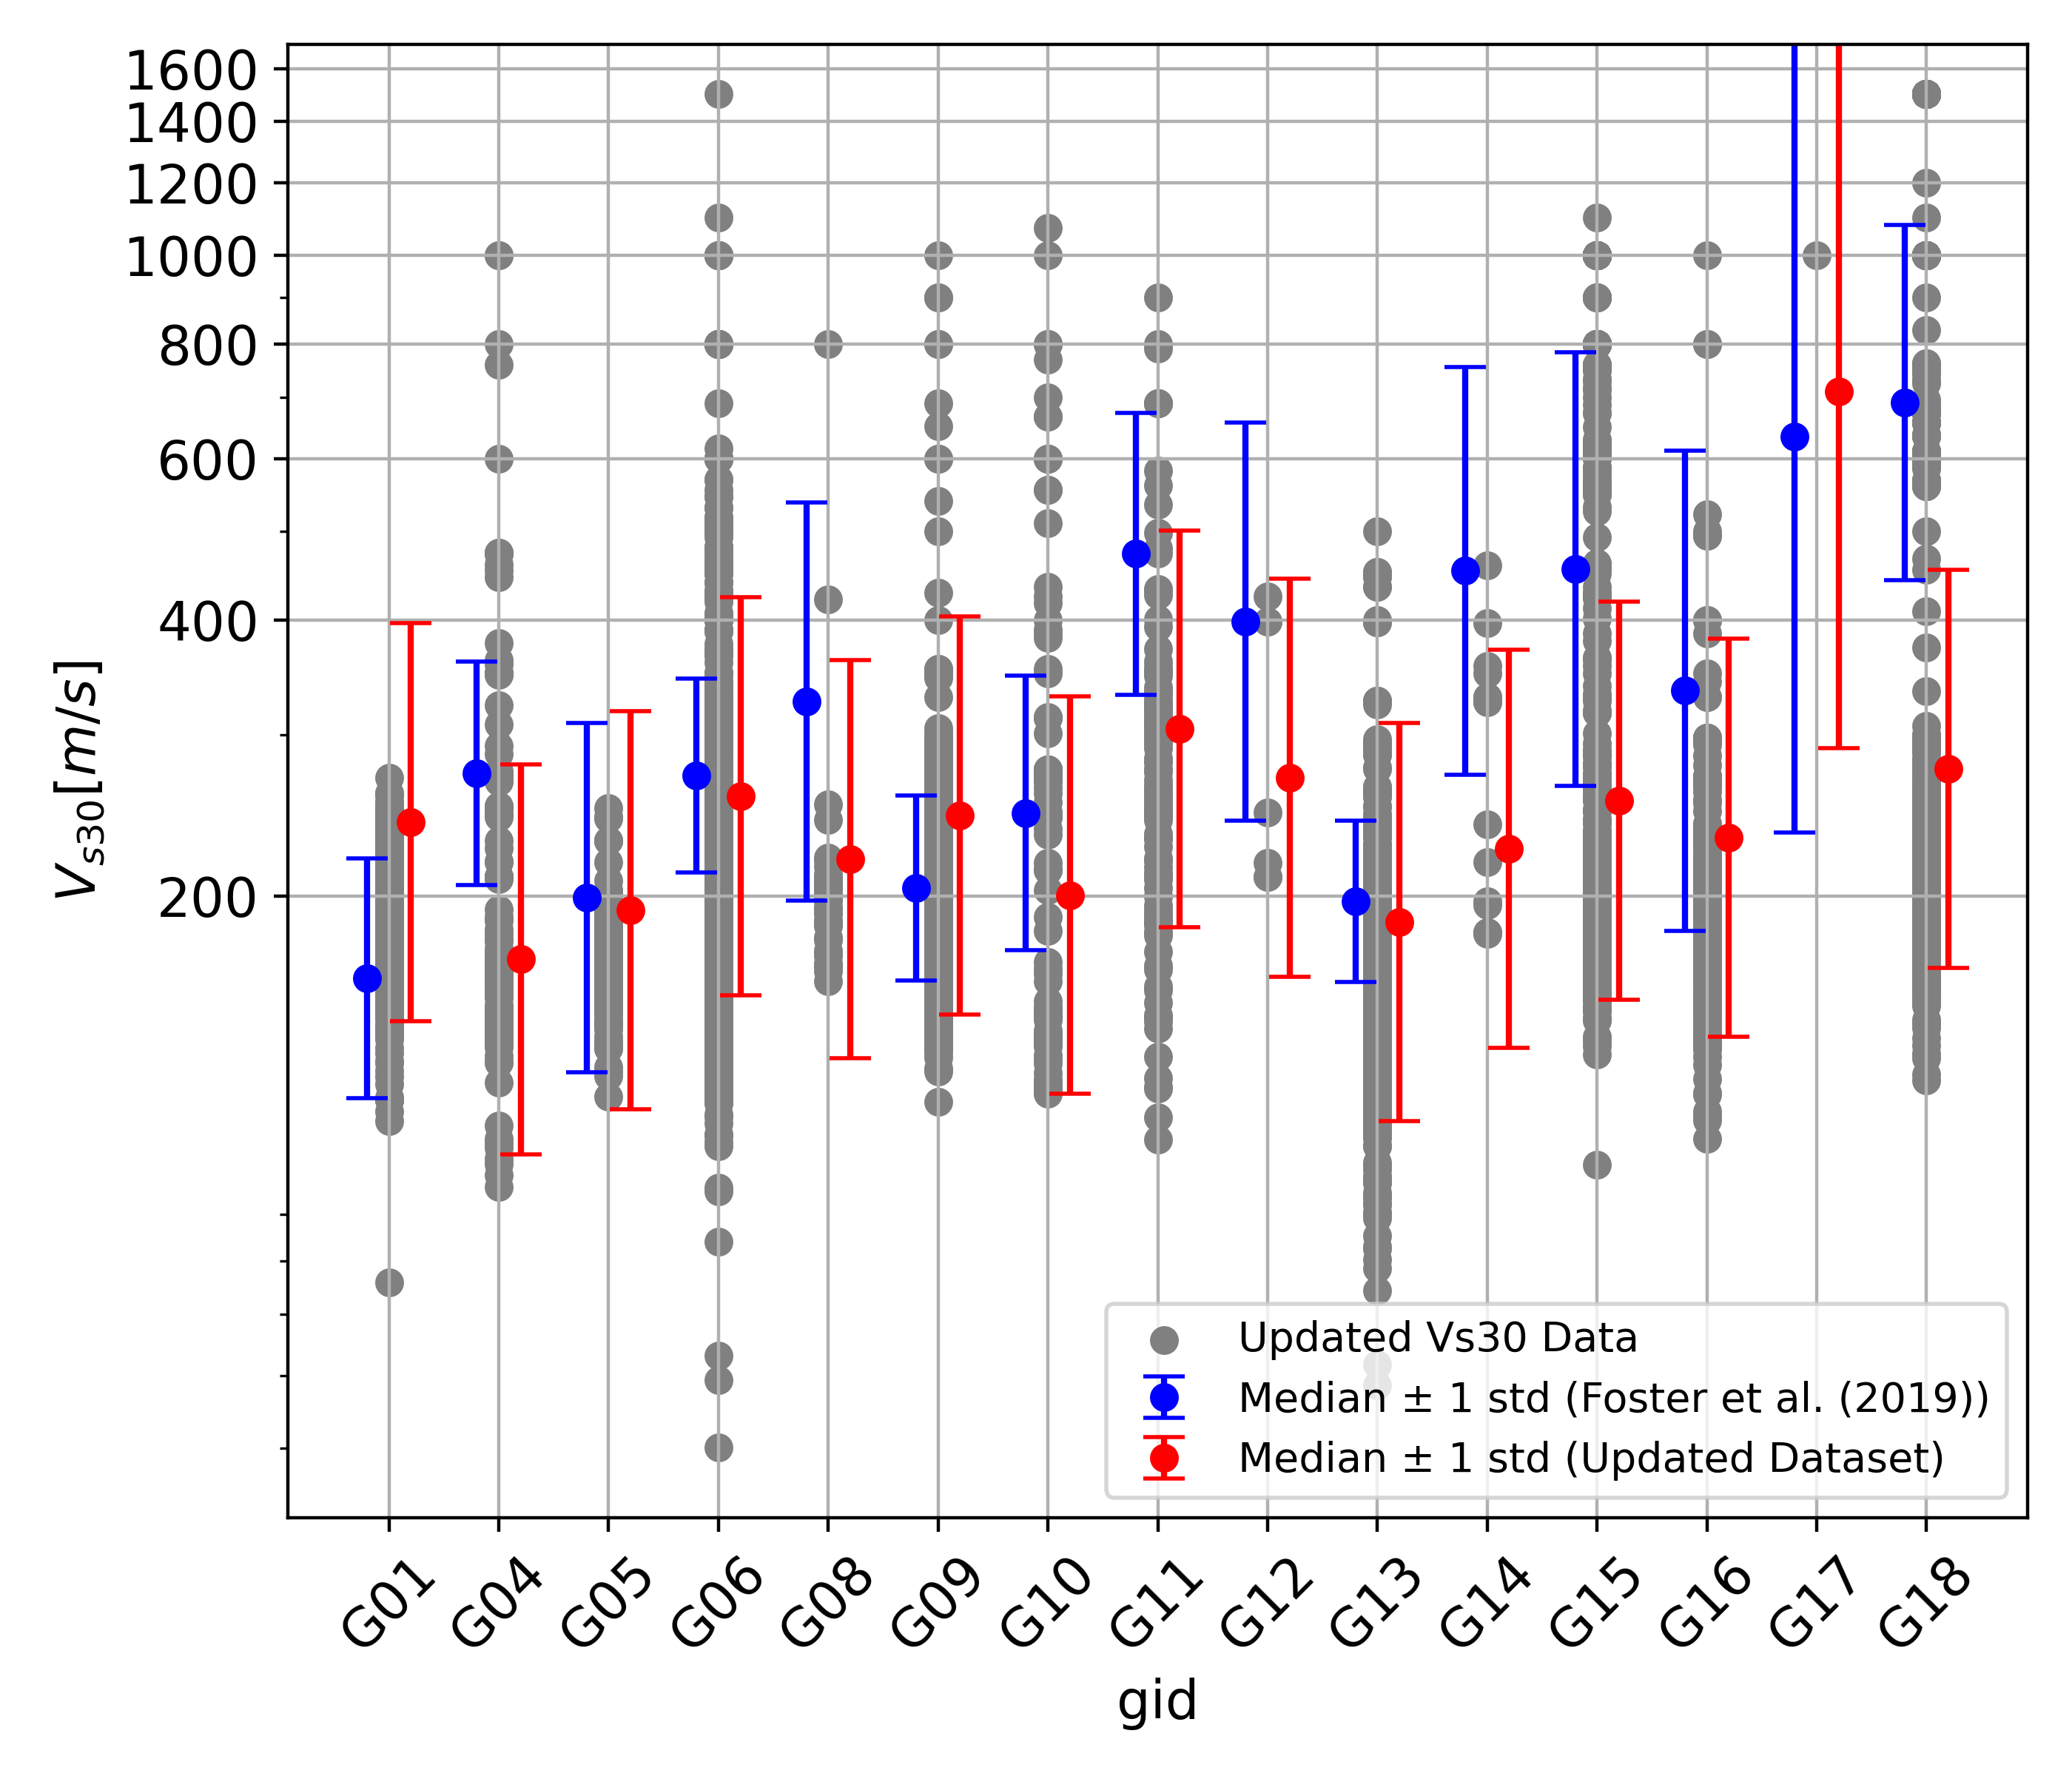 1600
1400
1200
1000
800
600
400
200
V_{s30}[m/s]
Updated Vs30 Data
Median ± 1 std (Foster et al. (2019))
Median ± 1 std (Updated Dataset)
G01 G04 G05 G06 G08 G09 G10 G11 G12 G13 G14 G15 G16 G17 G18
gid